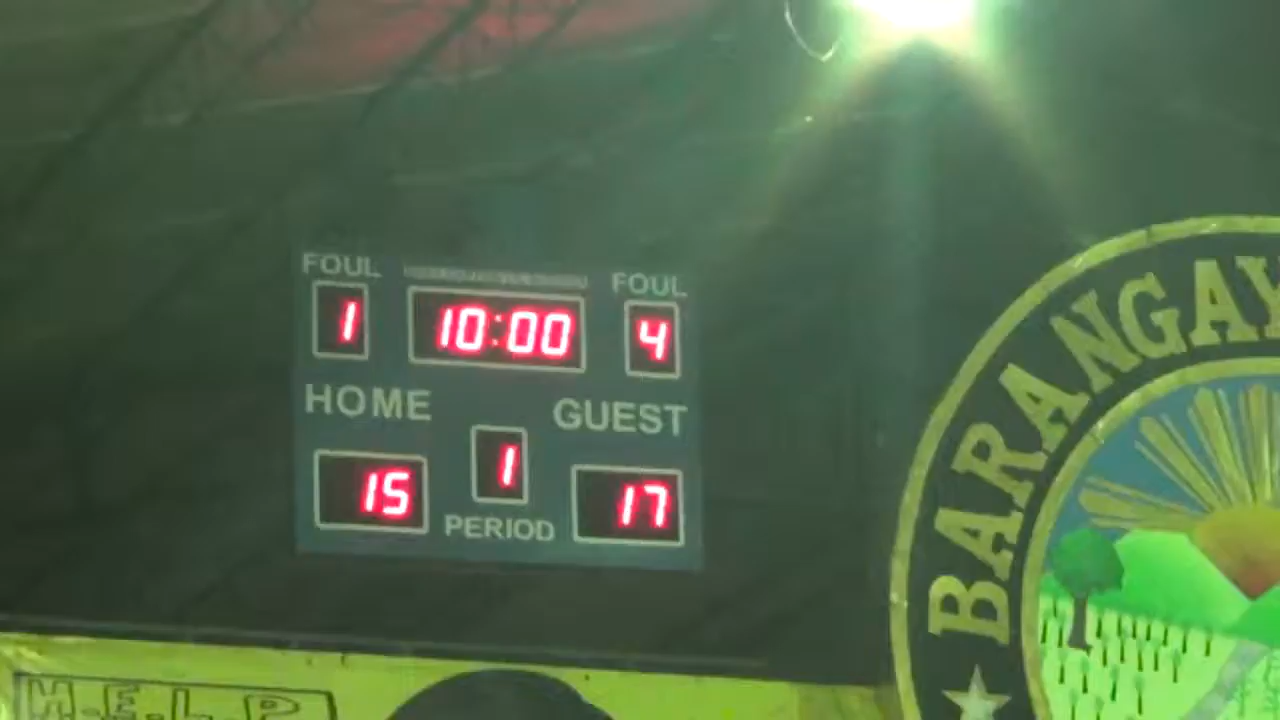 FOUL FOUL
1 10:00 4
HOME GUEST
15 1 17
PERIOD
BARANGAY
H.E.L.P